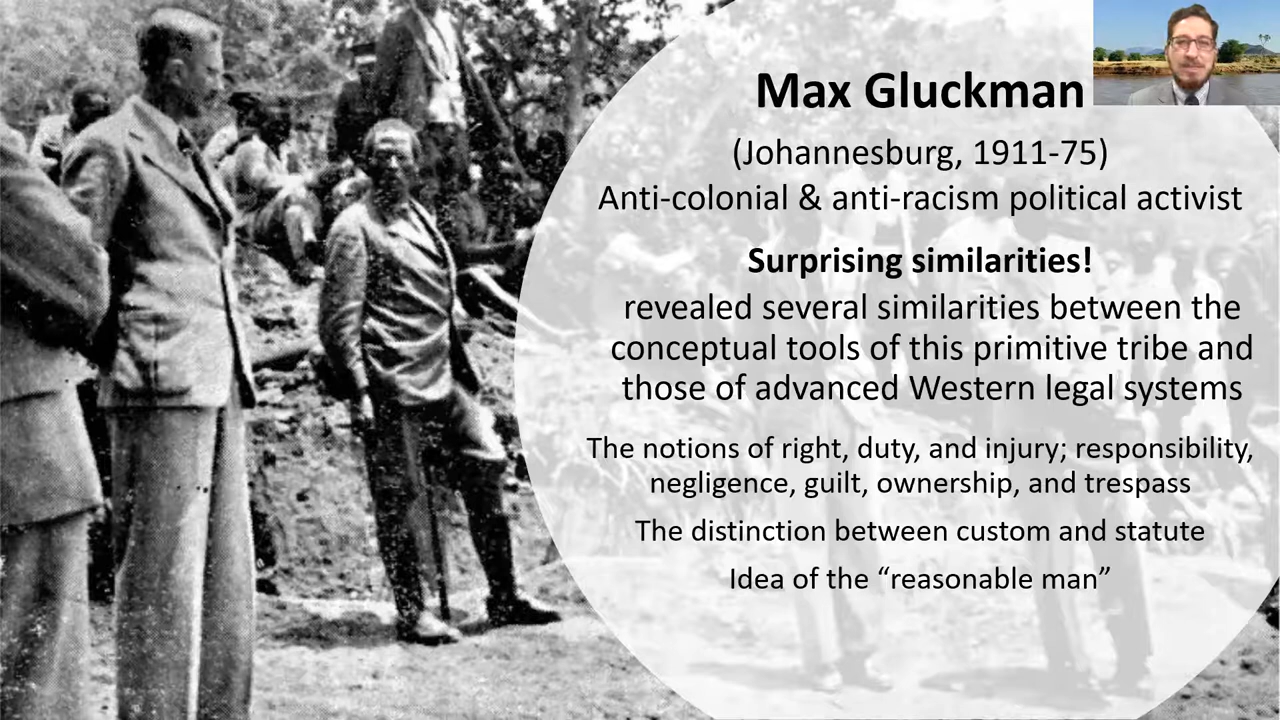 Max Gluckman
(Johannesburg, 1911-75)
Anti-colonial & anti-racism political activist
Surprising similarities!
revealed several similarities between the
conceptual tools of this primitive tribe and
those of advanced Western legal systems
The notions of right, duty, and injury; responsibility,
negligence, guilt, ownership, and trespass
The distinction between custom and statute
Idea of the “reasonable man”